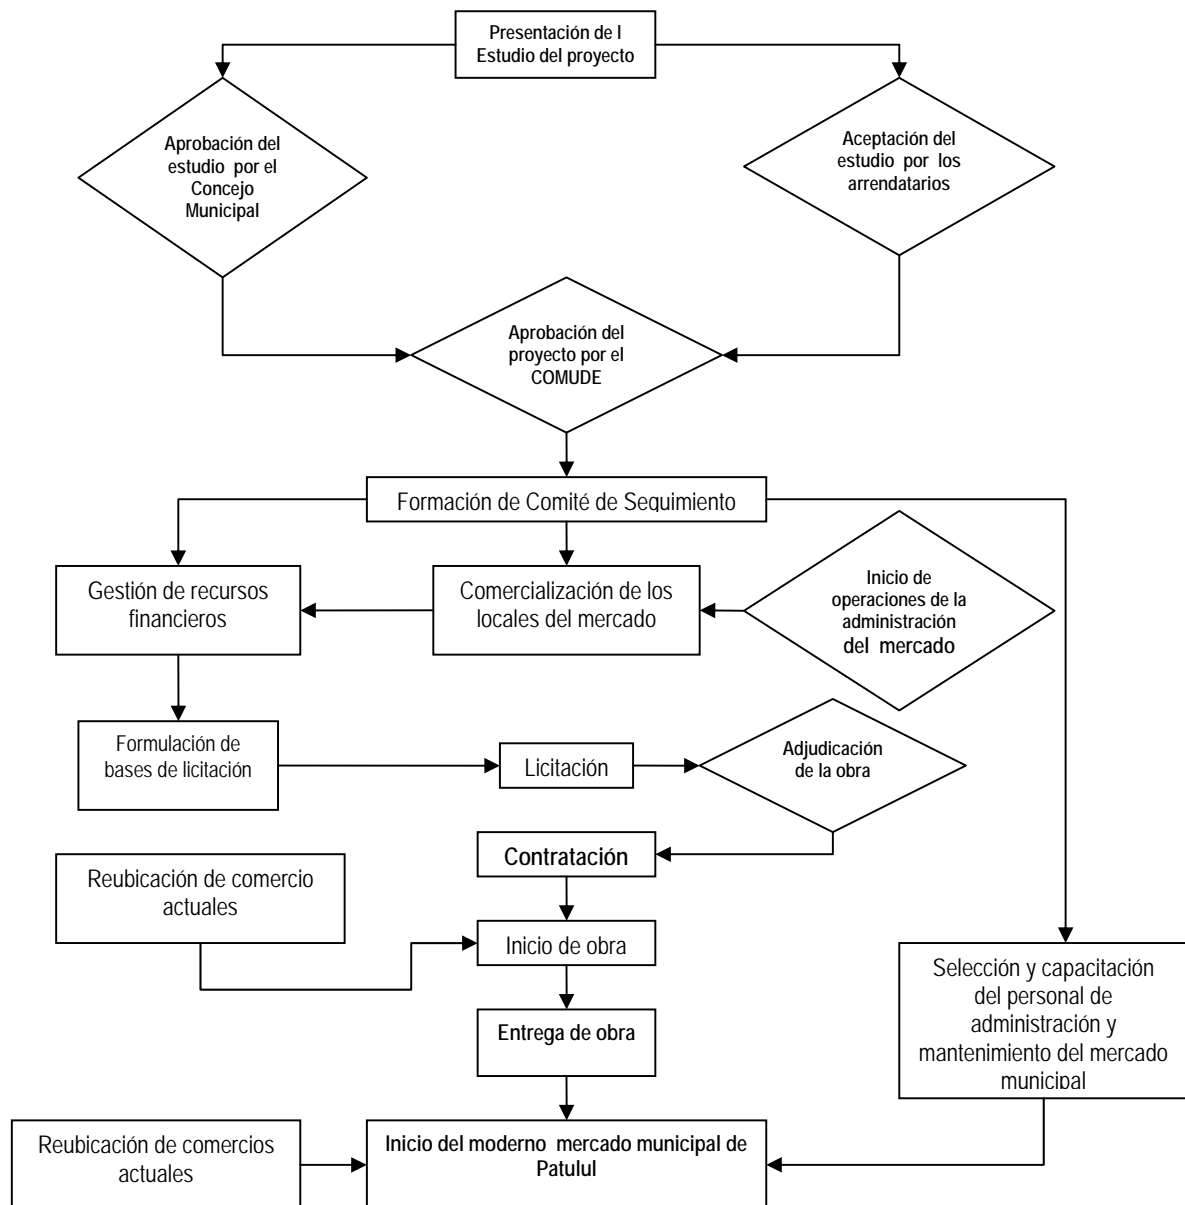 Presentación de l
Estudio del proyecto
Aprobación del
estudio por el
Concejo
Municipal
Aceptación del
estudio por los
arrendatarios
Aprobación del
proyecto por el
COMUDE
Formación de Comité de Seguimiento
Gestión de recursos
financieros
Comercialización de los
locales del mercado
Inicio de
operaciones de la
administración
del mercado
Formulación de
bases de licitación
Licitación
Adjudicación
de la obra
Contratación
Reubicación de comercio
actuales
Inicio de obra
Selección y capacitación
del personal de
administración y
mantenimiento del mercado
municipal
Entrega de obra
Reubicación de comercios
actuales
Inicio del moderno mercado municipal de
Patulul